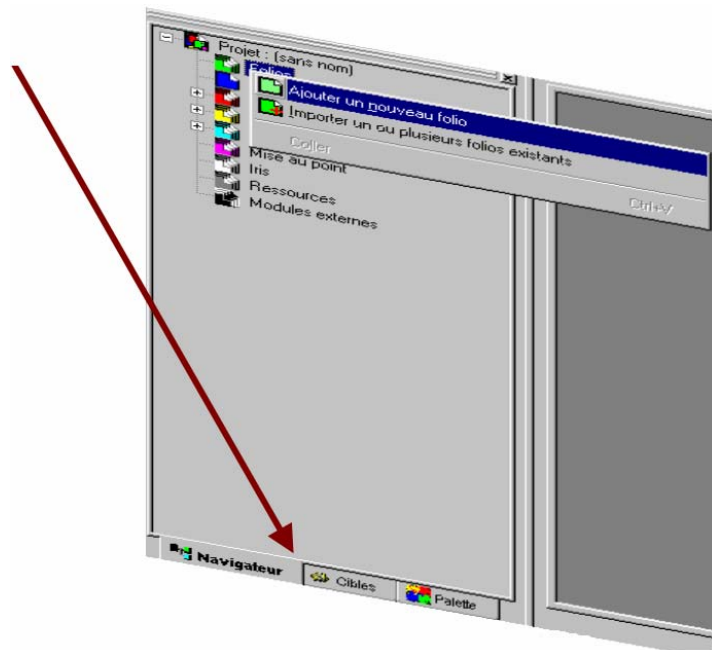 Projet : (sans nom)
Folios
Ajouter un nouveau folio
Importer un ou plusieurs folios existants
Coller Ctrl+V
Mise au point
Iris
Ressources
Modules externes
Navigateur
Cibles
Palette